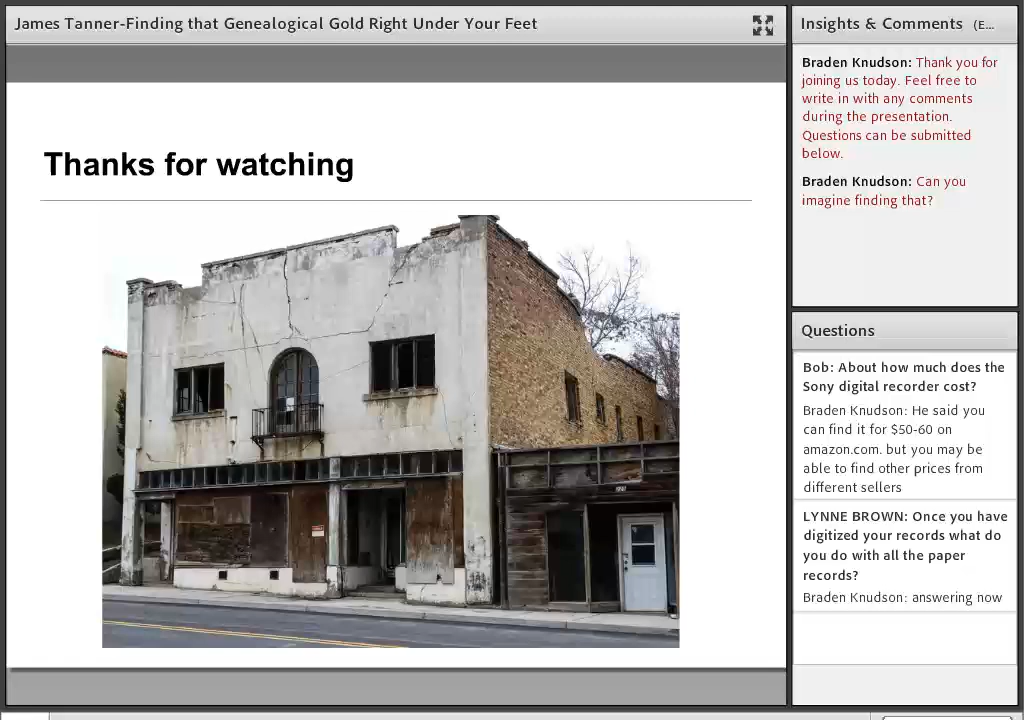 James Tanner-Finding that Genealogical Gold Right Under Your Feet
Thanks for watching
Insights & Comments (E...
Braden Knudson: Thank you for
joining us today. Feel free to
write in with any comments
during the presentation.
Questions can be submitted
below.
Braden Knudson: Can you
imagine finding that?
Questions
Bob: About how much does the
Sony digital recorder cost?
Braden Knudson: He said you
can find it for $50-60 on
amazon.com. but you may be
able to find other prices from
different sellers
LYNNE BROWN: Once you have
digitized your records what do
you do with all the paper
records?
Braden Knudson: answering now